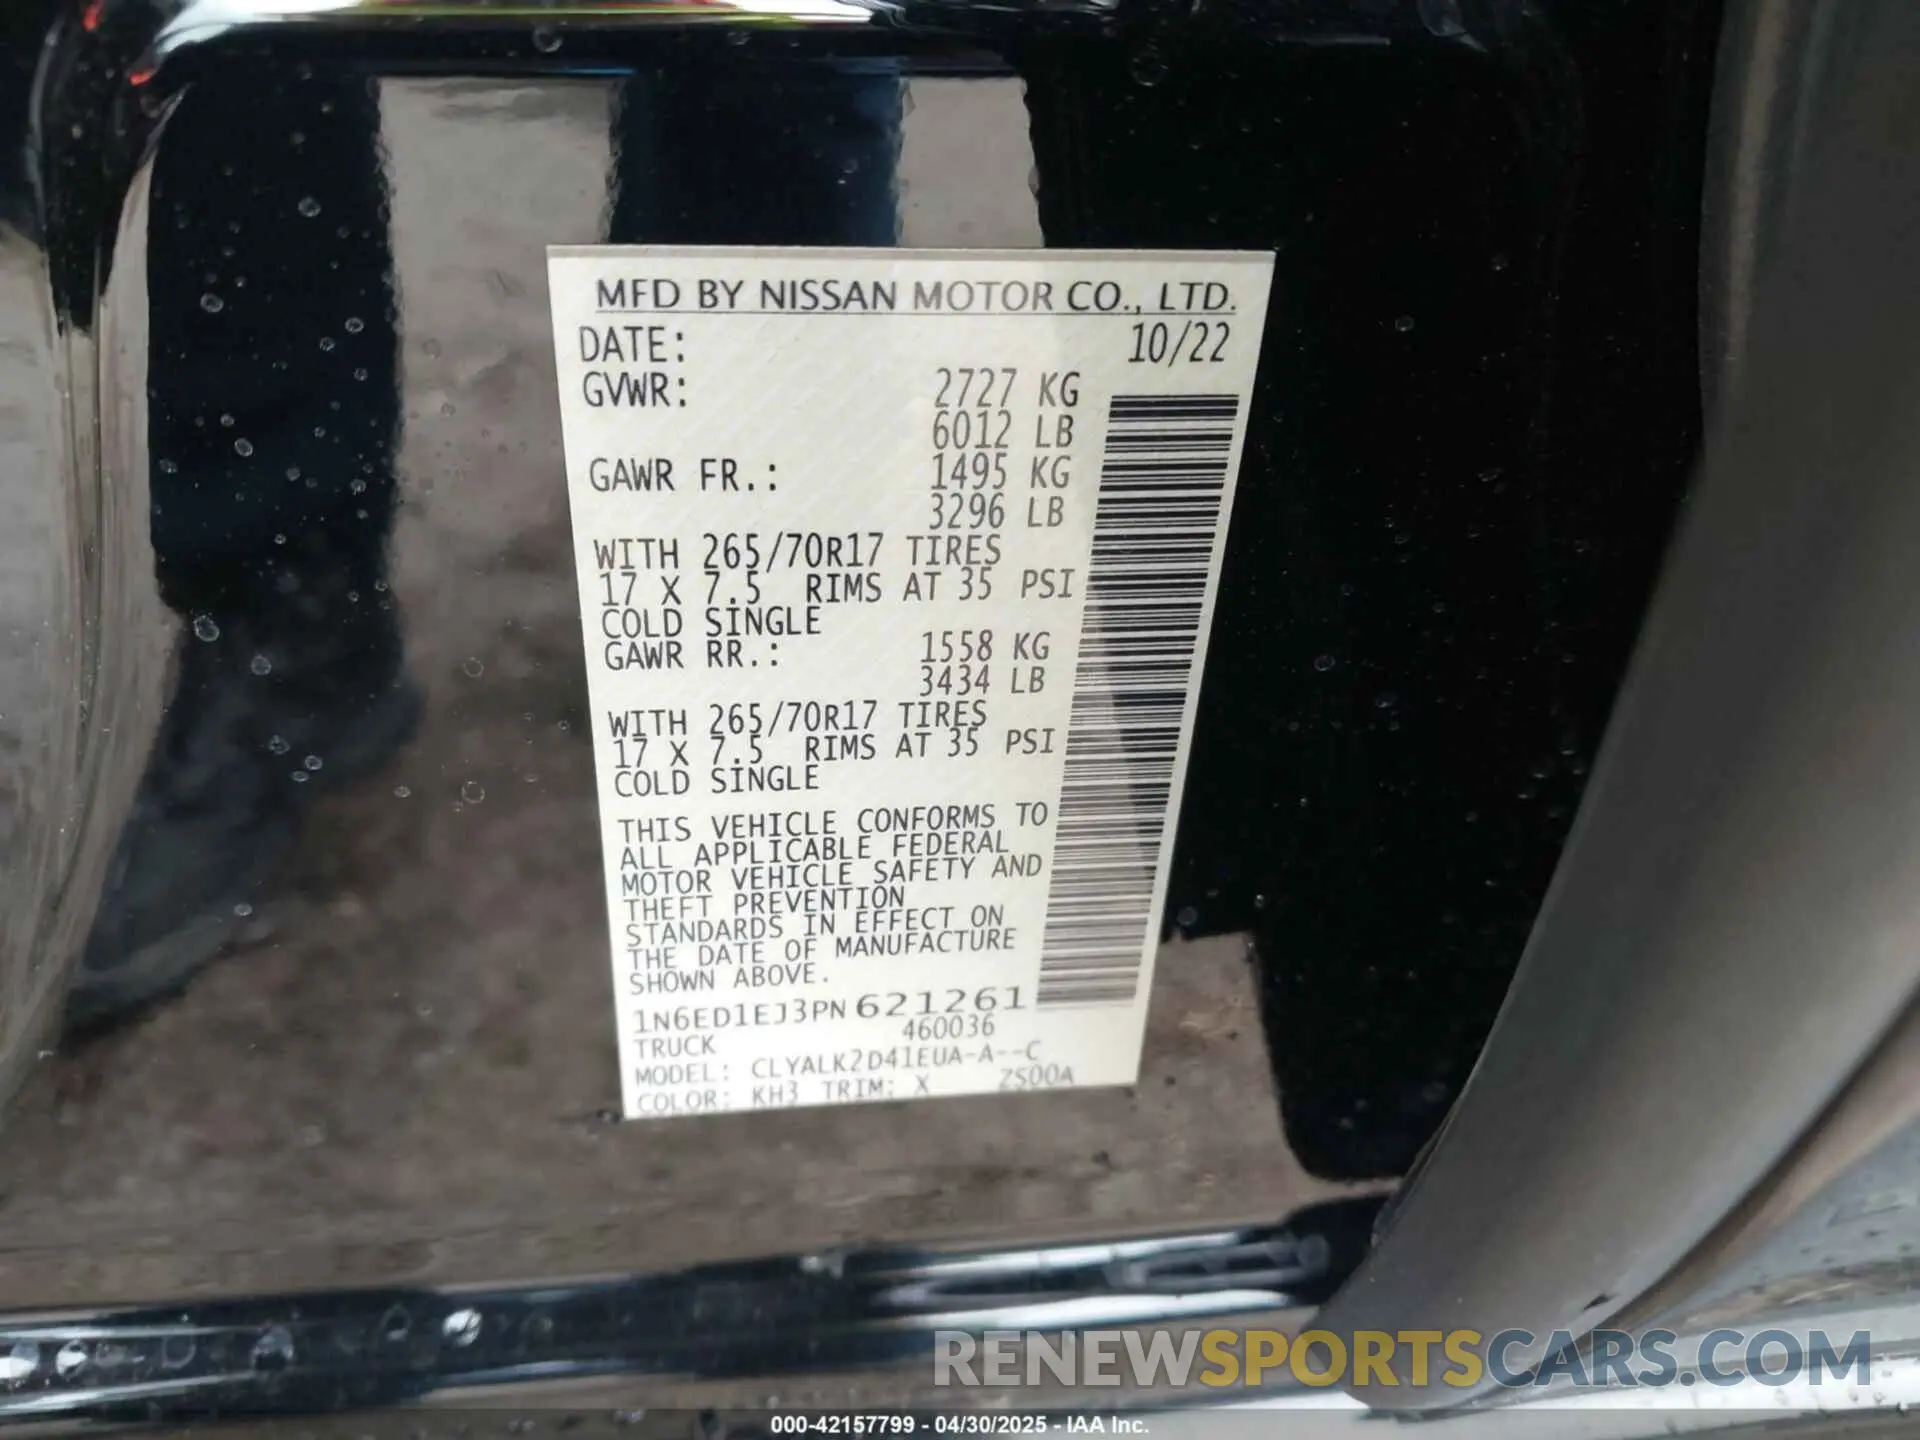 MFD BY NISSAN MOTOR CO., LTD.
DATE: 10/22
GVWR: 2727 KG
6012 LB
GAWR FR.: 1495 KG
3296 LB
WITH 265/70R17 TIRES
17 X 7.5 RIMS AT 35 PSI
COLD SINGLE
GAWR RR.: 1558 KG
3434 LB
WITH 265/70R17 TIRES
17 X 7.5 RIMS AT 35 PSI
COLD SINGLE
THIS VEHICLE CONFORMS TO
ALL APPLICABLE FEDERAL
MOTOR VEHICLE SAFETY AND
THEFT PREVENTION
STANDARDS IN EFFECT ON
THE DATE OF MANUFACTURE
SHOWN ABOVE.
1N6ED1EJ3PN621261
TRUCK 460036
MODEL: CLYALK2D41EUA-A--C
COLOR: KH3 TRIM: X ZS00A
RENEWSPORTSCARS.COM
000-42157799 - 04/30/2025 - IAA Inc.